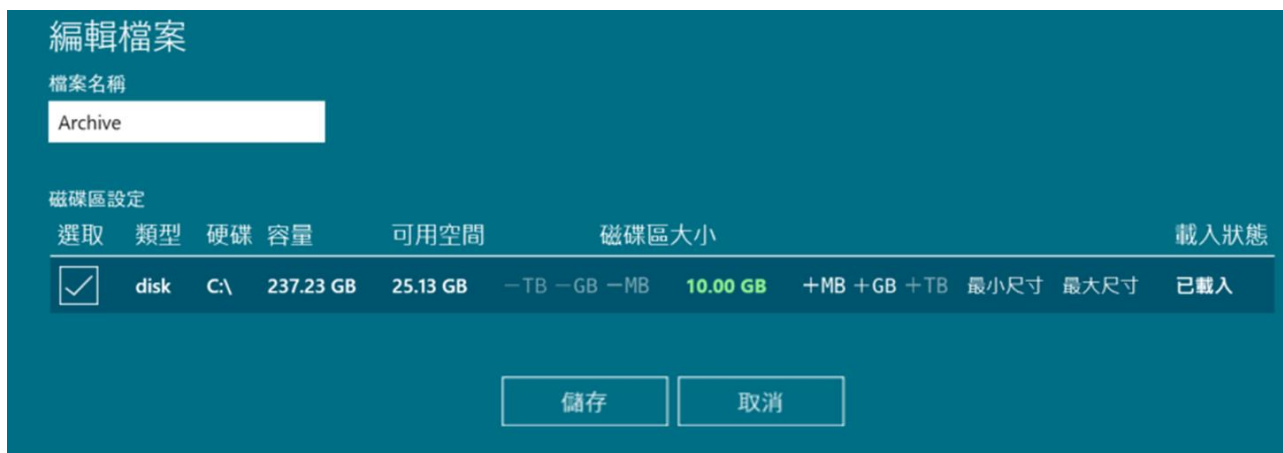 編輯檔案
檔案名稱
Archive
磁碟區設定
選取 類型 硬碟 容量 可用空間 磁碟區大小 載入狀態
disk C:\ 237.23 GB 25.13 GB －TB －GB －MB 10.00 GB ＋MB ＋GB ＋TB 最小尺寸 最大尺寸 已載入
儲存 取消